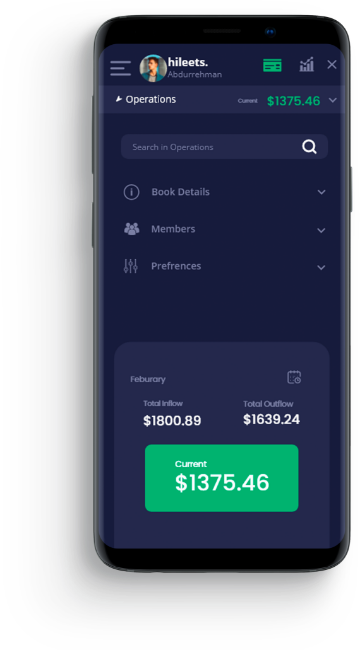 hileets.
Abdurrehman
Operations
Current $1375.46
Search in Operations
Book Details
Members
Prefrences
Feburary
Total Inflow
Total Outflow
$1800.89
$1639.24
Current
$1375.46